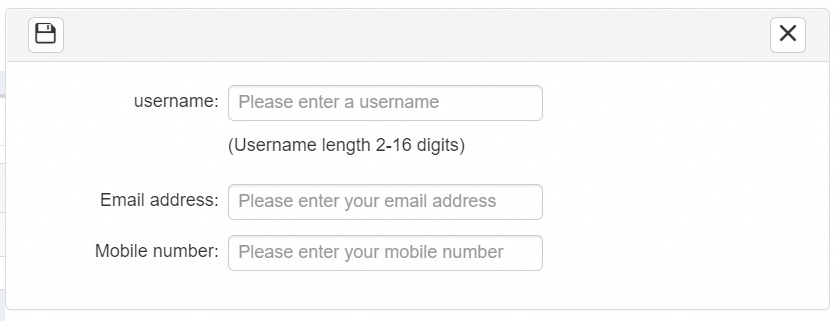 username: Please enter a username
(Username length 2-16 digits)
Email address: Please enter your email address
Mobile number: Please enter your mobile number